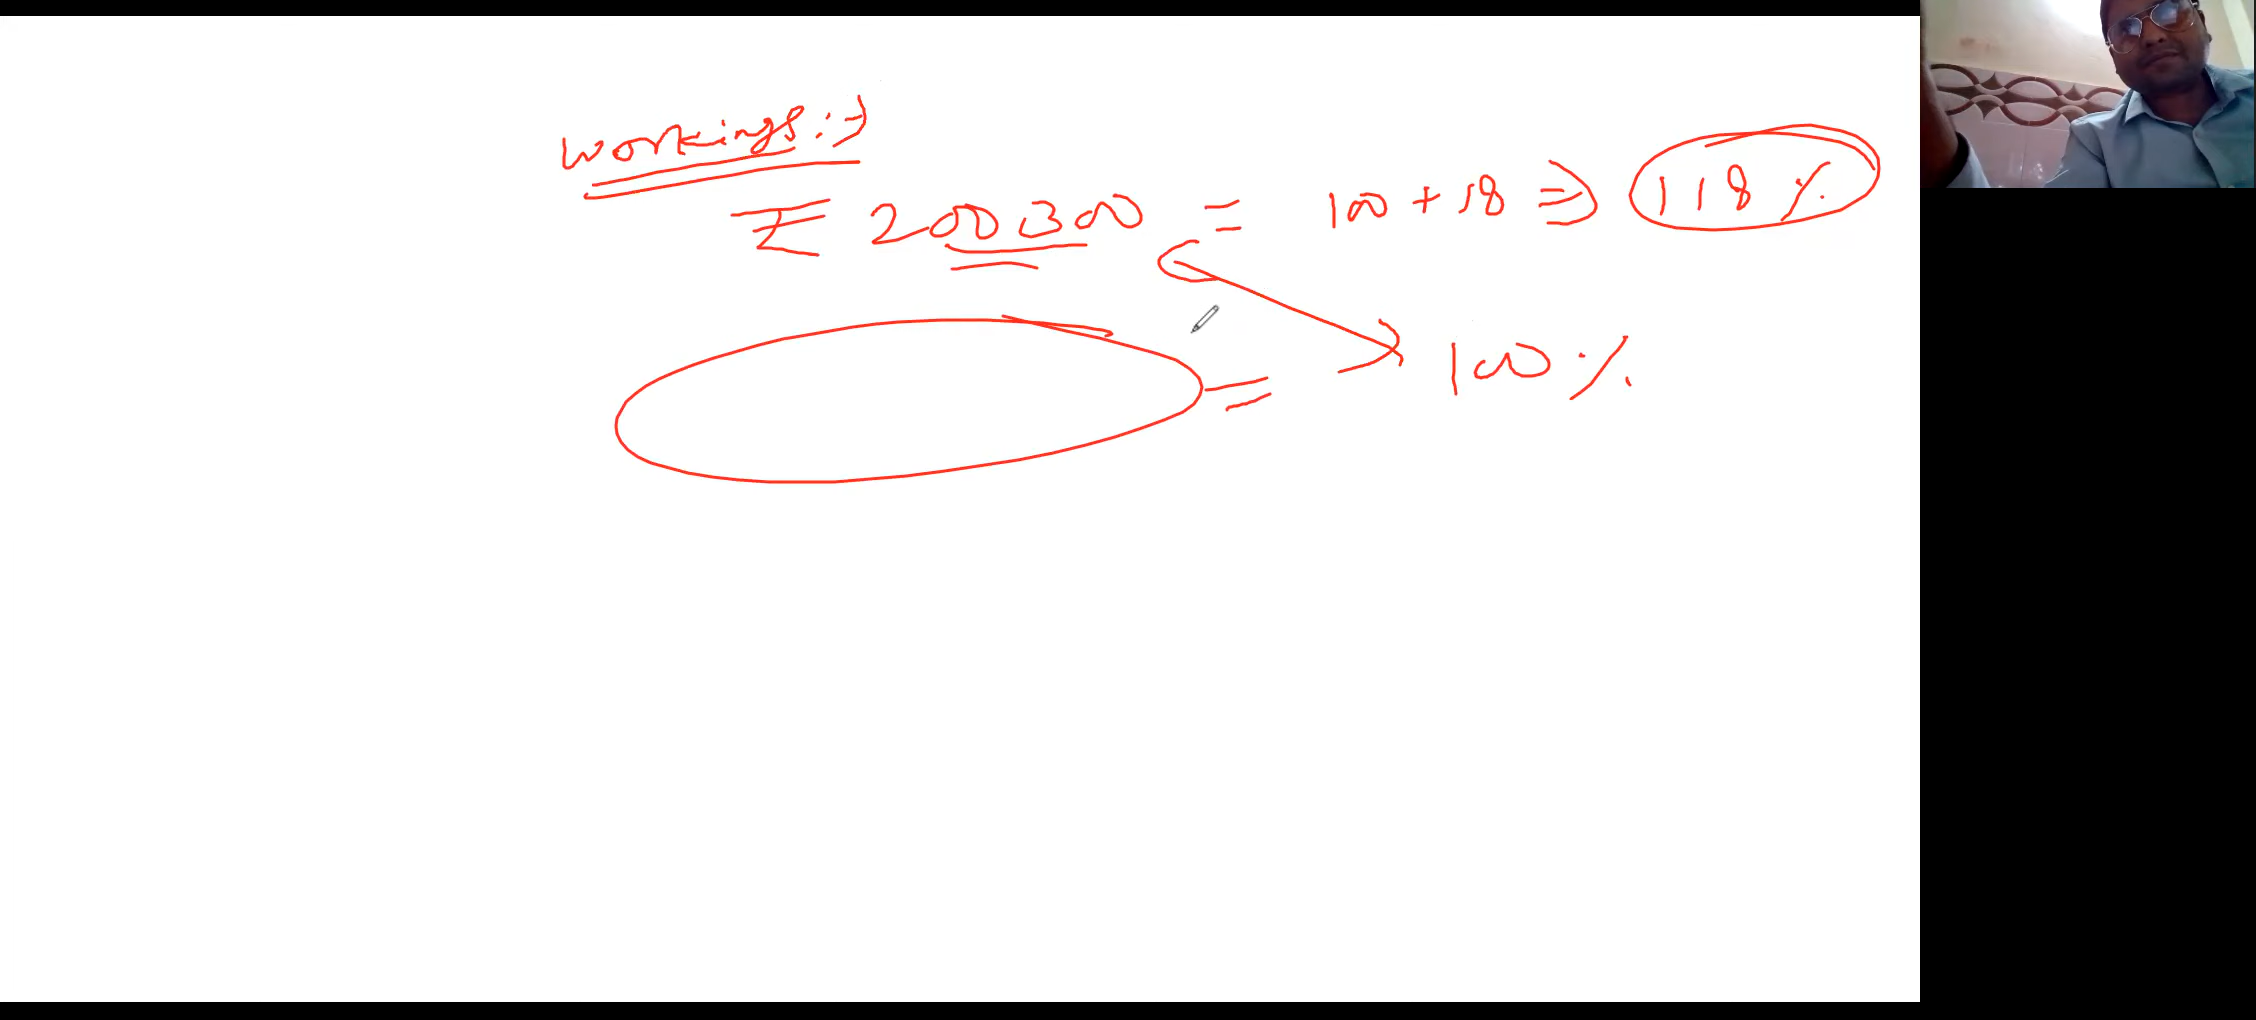 workings :-)
₹ 200300 = 100 + 18 => 118 %
= 100 %